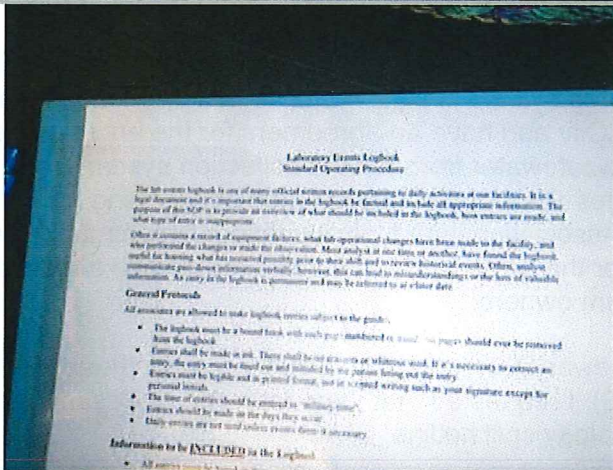 Laboratory Events Logbook
Standard Operating Procedure
The lab events logbook is one of many official written records pertaining to daily activities at our facilities. It is a
legal document and it's important that entries in the logbook be factual and include all appropriate information. The
purpose of this SOP is to provide an overview of what should be included in the logbook, how entries are made, and
what type of entry is inappropriate.
Often it contains a record of equipment failures, what lab operational changes have been made to the facility, and
who performed the changes or made the observation. Most analyst at one time or another, have found the logbook
useful for learning what has occurred possibly prior to their shift and to review historical events. Often, analyst
communicate pass-down information verbally, however, this can lead to misunderstandings or the loss of valuable
information. An entry in the logbook is permanent and may be referred to at a later date.
General Protocols
All associates are allowed to make logbook entries subject to the guides.
• The logbook must be a bound book with each page numbered pages should ever be removed
from the logbook.
• Entries shall be made in ink. There shall be no or whiteout used. If it's necessary to correct an
entry, the entry must be lined out and initialed by the person lining out the entry.
• Entries must be legible and in printed format, not in scripted writing such as your signature except for
personal initials.
• The time of entries should be entered in "military time".
• Entries should be made on the days they occur.
• Daily entries are not used unless events deem it necessary.
Information to be INCLUDED in the Logbook
• All entries must be